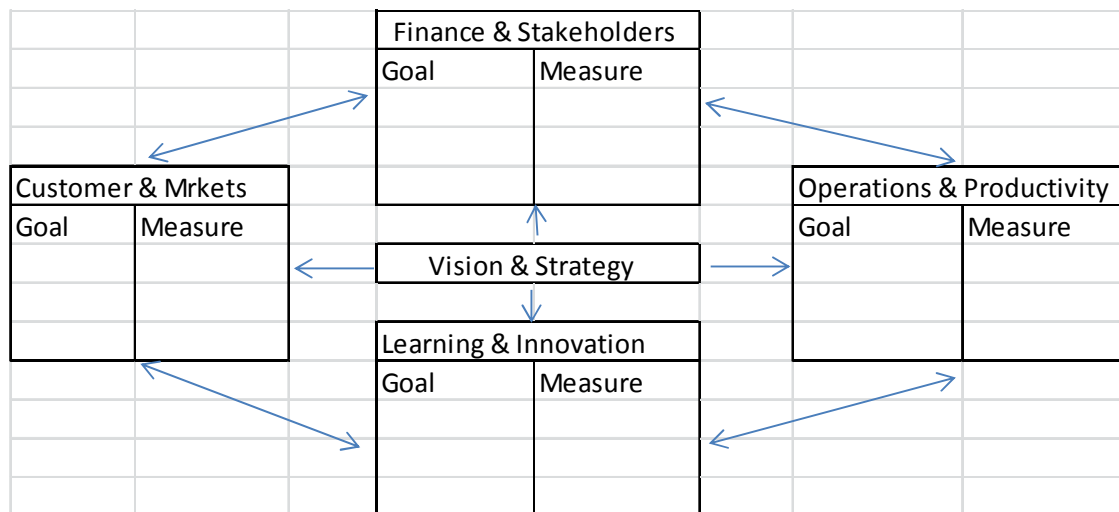 Finance & Stakeholders
Goal Measure
Customer & Mrkets
Goal Measure
Operations & Productivity
Goal Measure
Vision & Strategy
Learning & Innovation
Goal Measure